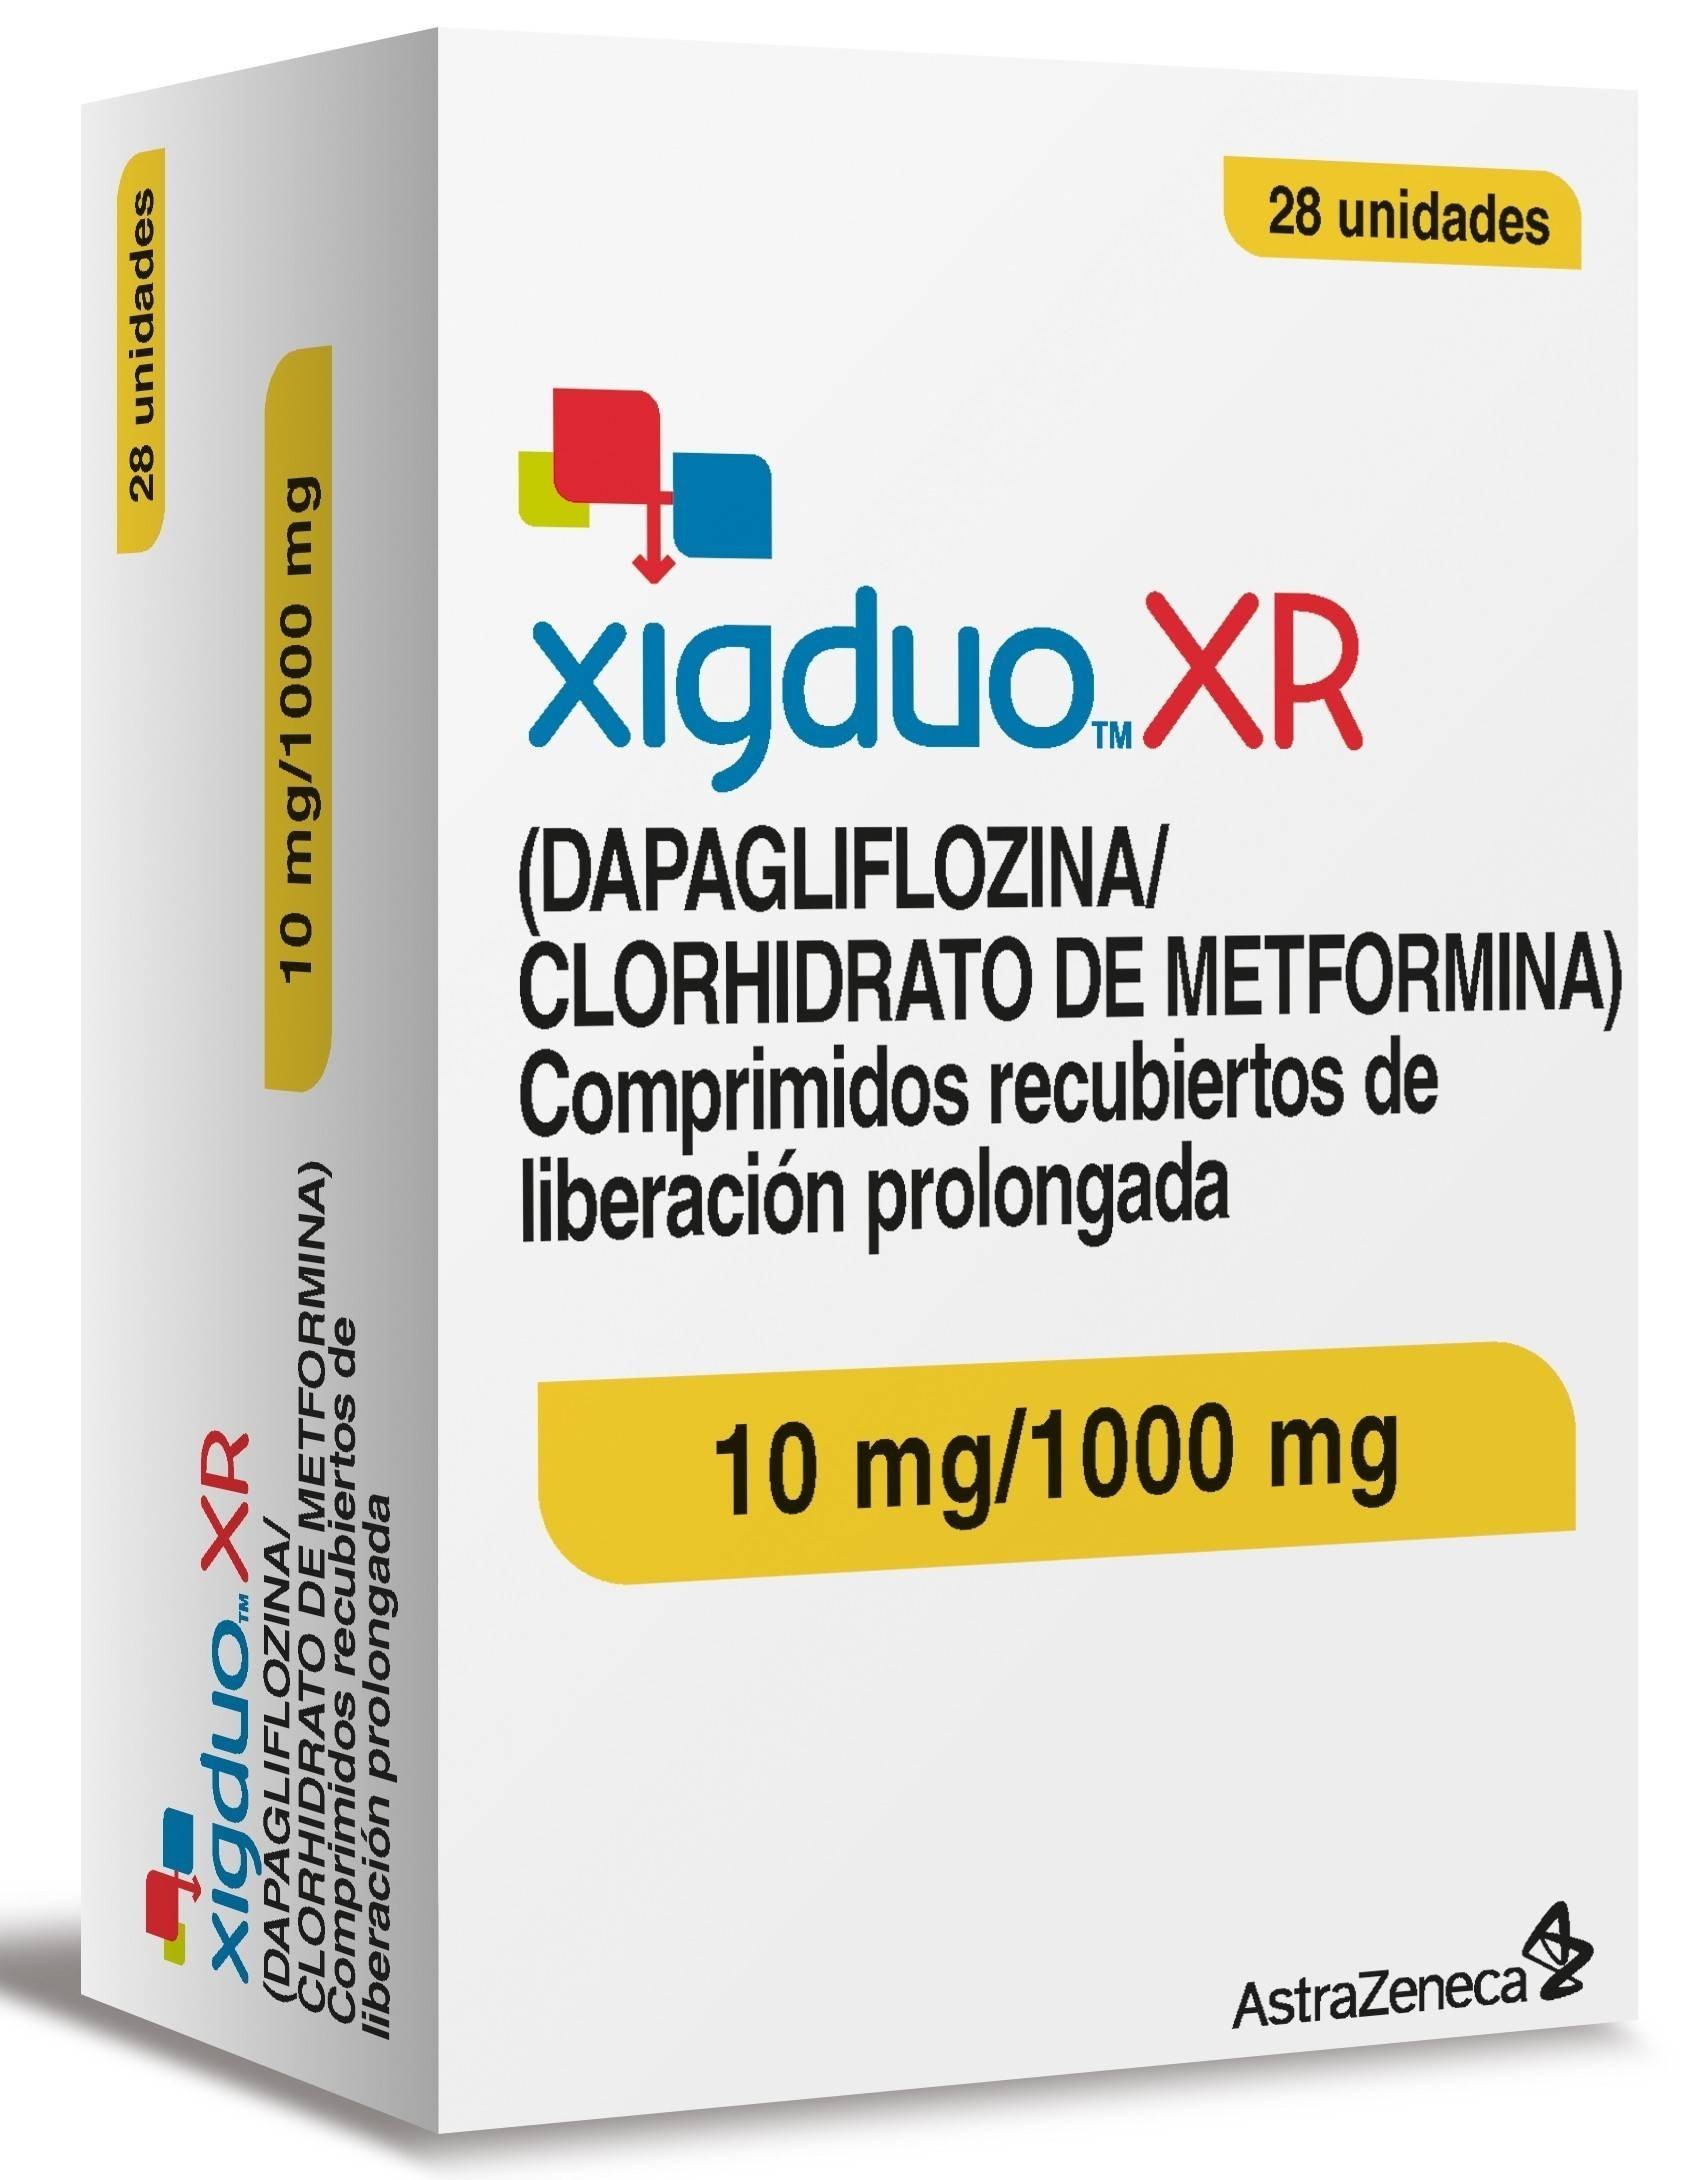 28 unidades
xigduo™ XR
(DAPAGLIFLOZINA/
CLORHIDRATO DE METFORMINA)
Comprimidos recubiertos de
liberación prolongada
10 mg/1000 mg
AstraZeneca
28 unidades
10 mg/1000 mg
xigduo™ XR
(DAPAGLIFLOZINA/
CLORHIDRATO DE METFORMINA)
Comprimidos recubiertos de
liberación prolongada